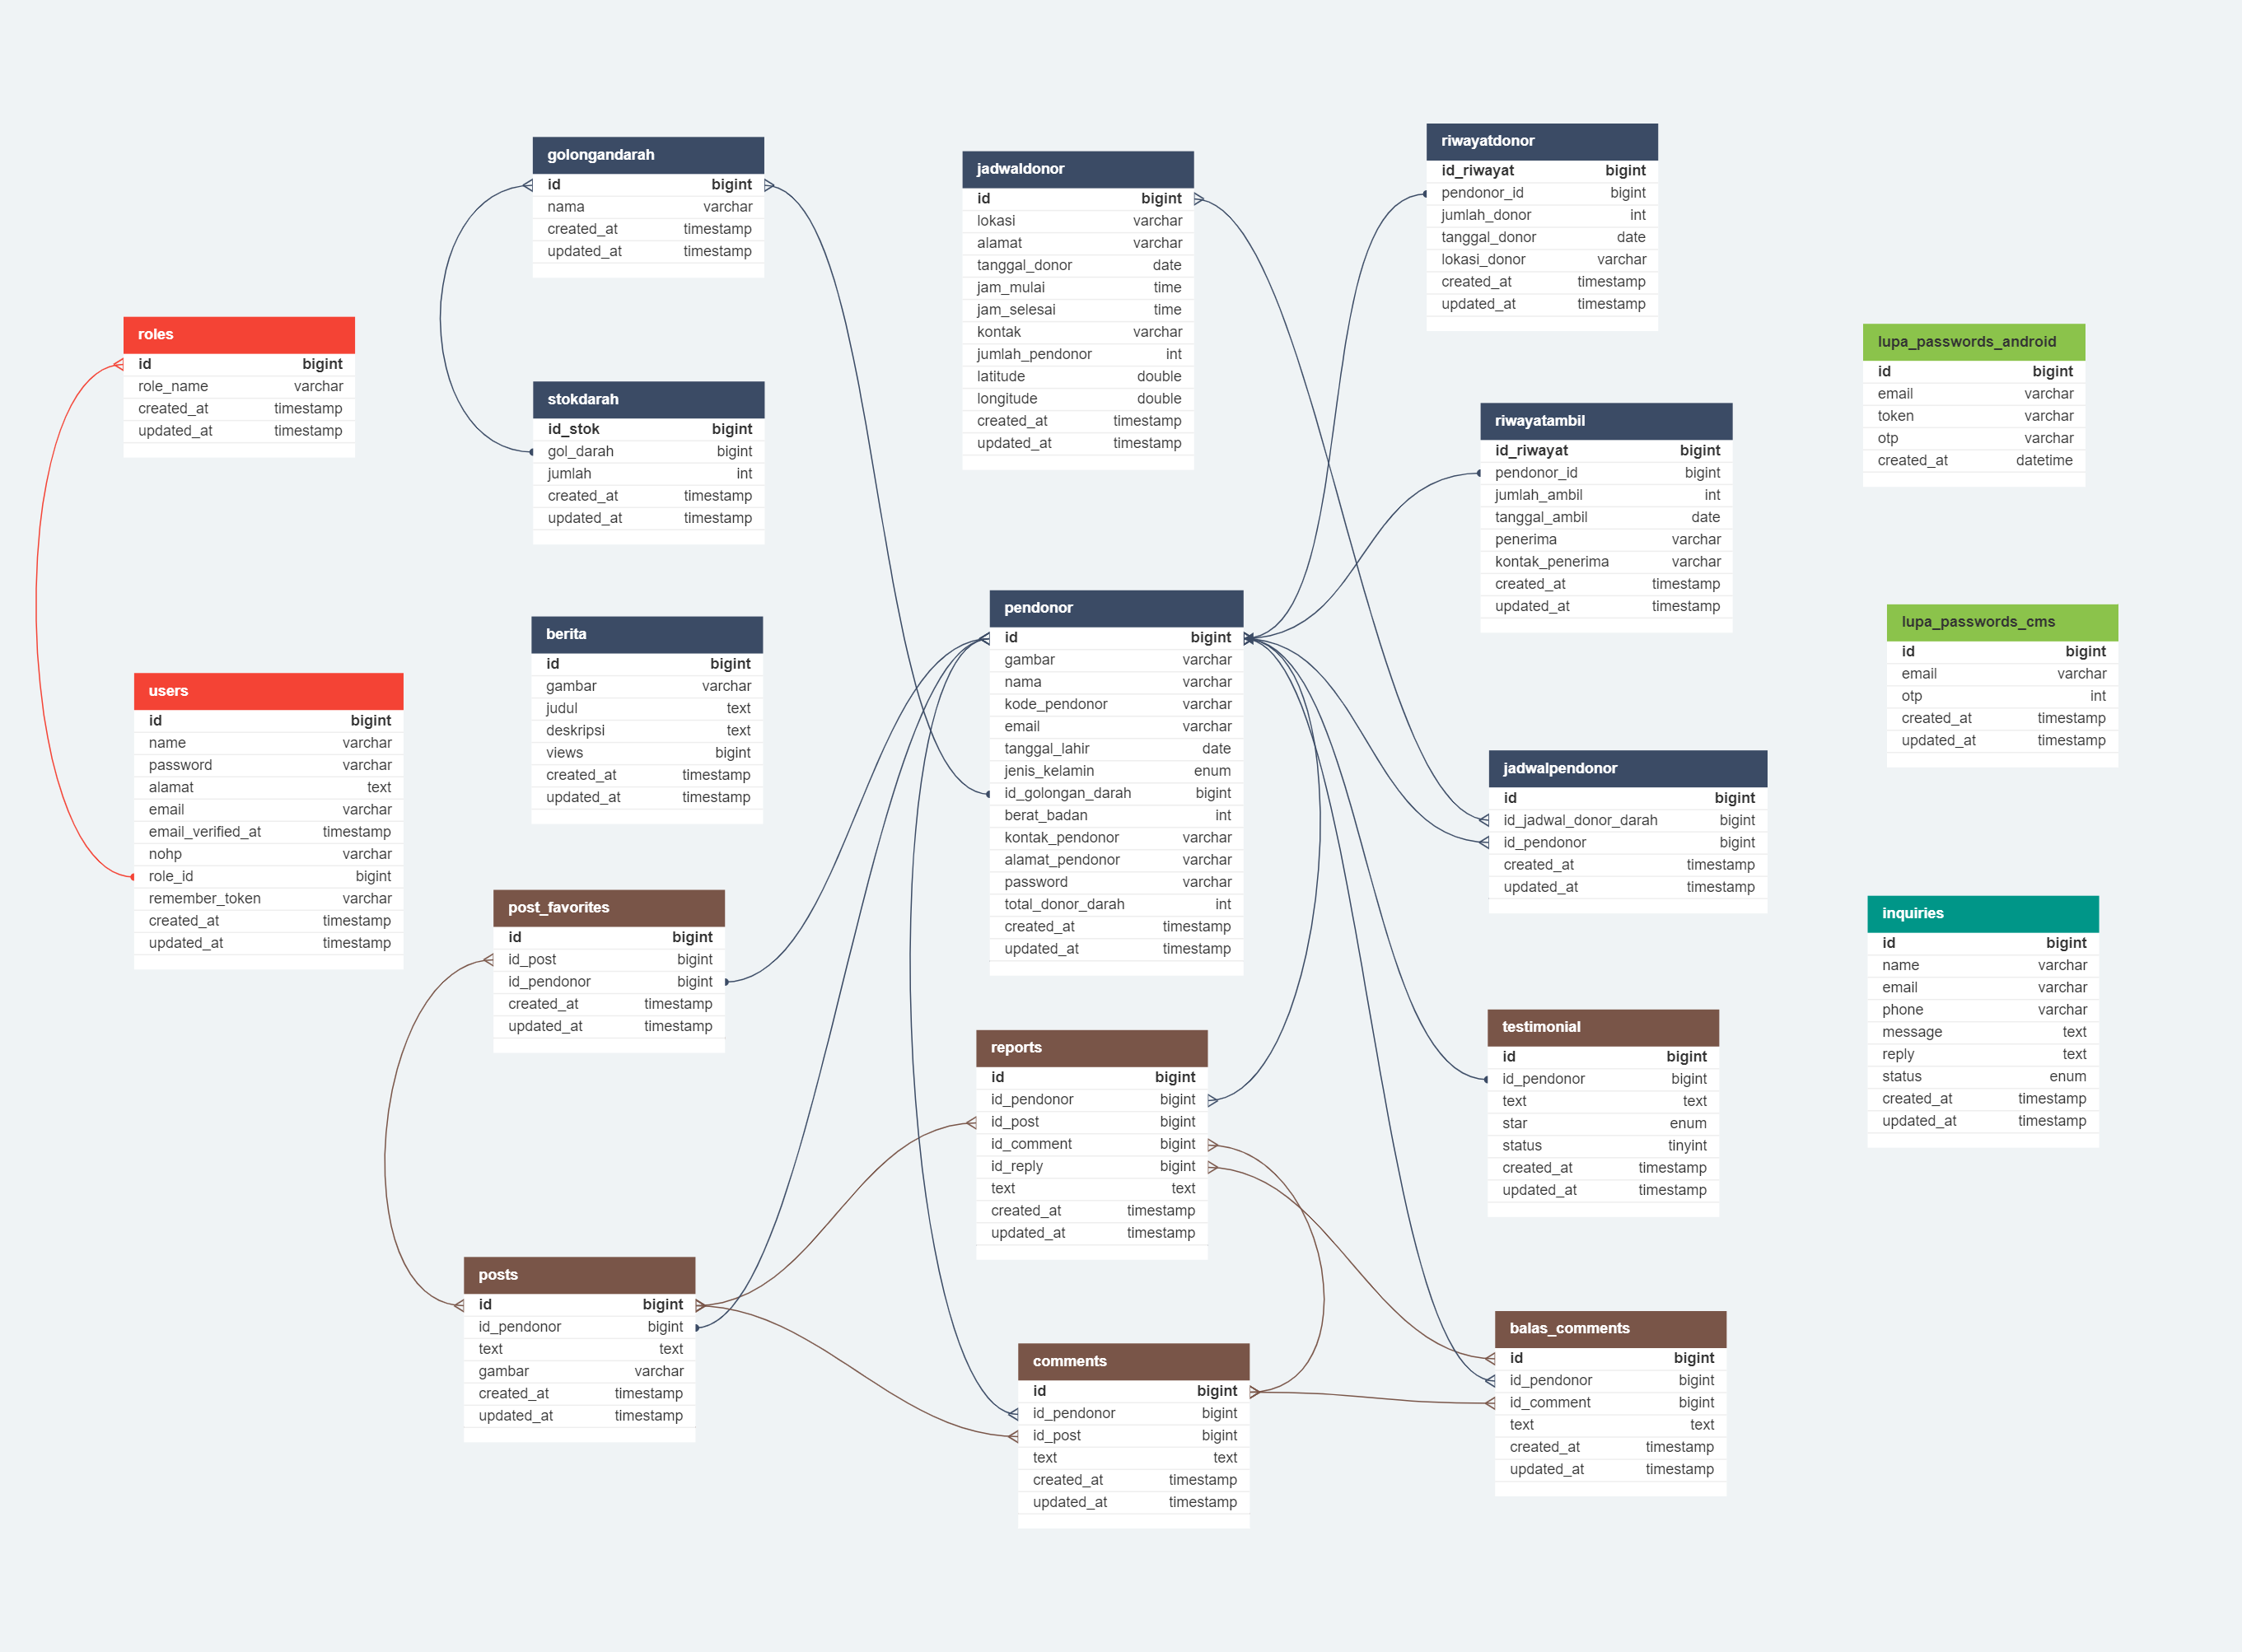 golongandarah
id bigint
nama varchar
created_at timestamp
updated_at timestamp
jadwaldonor
id bigint
lokasi varchar
alamat varchar
tanggal_donor date
jam_mulai time
jam_selesai time
kontak varchar
jumlah_pendonor int
latitude double
longitude double
created_at timestamp
updated_at timestamp
riwayatdonor
id_riwayat bigint
pendonor_id bigint
jumlah_donor int
tanggal_donor date
lokasi_donor varchar
created_at timestamp
updated_at timestamp
roles
id bigint
role_name varchar
created_at timestamp
updated_at timestamp
stokdarah
id_stok bigint
gol_darah bigint
jumlah int
created_at timestamp
updated_at timestamp
riwayatambil
id_riwayat bigint
pendonor_id bigint
jumlah_ambil int
tanggal_ambil date
penerima varchar
kontak_penerima varchar
created_at timestamp
updated_at timestamp
lupa_passwords_android
id bigint
email varchar
token varchar
otp varchar
created_at datetime
users
id bigint
name varchar
password varchar
alamat text
email varchar
email_verified_at timestamp
nohp varchar
role_id bigint
remember_token varchar
created_at timestamp
updated_at timestamp
berita
id bigint
gambar varchar
judul text
deskripsi text
views bigint
created_at timestamp
updated_at timestamp
pendonor
id bigint
gambar varchar
nama varchar
kode_pendonor varchar
email varchar
tanggal_lahir date
jenis_kelamin enum
id_golongan_darah bigint
berat_badan int
kontak_pendonor varchar
alamat_pendonor varchar
password varchar
total_donor_darah int
created_at timestamp
updated_at timestamp
lupa_passwords_cms
id bigint
email varchar
otp int
created_at timestamp
updated_at timestamp
jadwalpendonor
id bigint
id_jadwal_donor_darah bigint
id_pendonor bigint
created_at timestamp
updated_at timestamp
post_favorites
id bigint
id_post bigint
id_pendonor bigint
created_at timestamp
updated_at timestamp
inquiries
id bigint
name varchar
email varchar
phone varchar
message text
reply text
status enum
created_at timestamp
updated_at timestamp
reports
id bigint
id_pendonor bigint
id_post bigint
id_comment bigint
id_reply bigint
text text
created_at timestamp
updated_at timestamp
testimonial
id bigint
id_pendonor bigint
text text
star enum
status tinyint
created_at timestamp
updated_at timestamp
posts
id bigint
id_pendonor bigint
text text
gambar varchar
created_at timestamp
updated_at timestamp
comments
id bigint
id_pendonor bigint
id_post bigint
text text
created_at timestamp
updated_at timestamp
balas_comments
id bigint
id_pendonor bigint
id_comment bigint
text text
created_at timestamp
updated_at timestamp